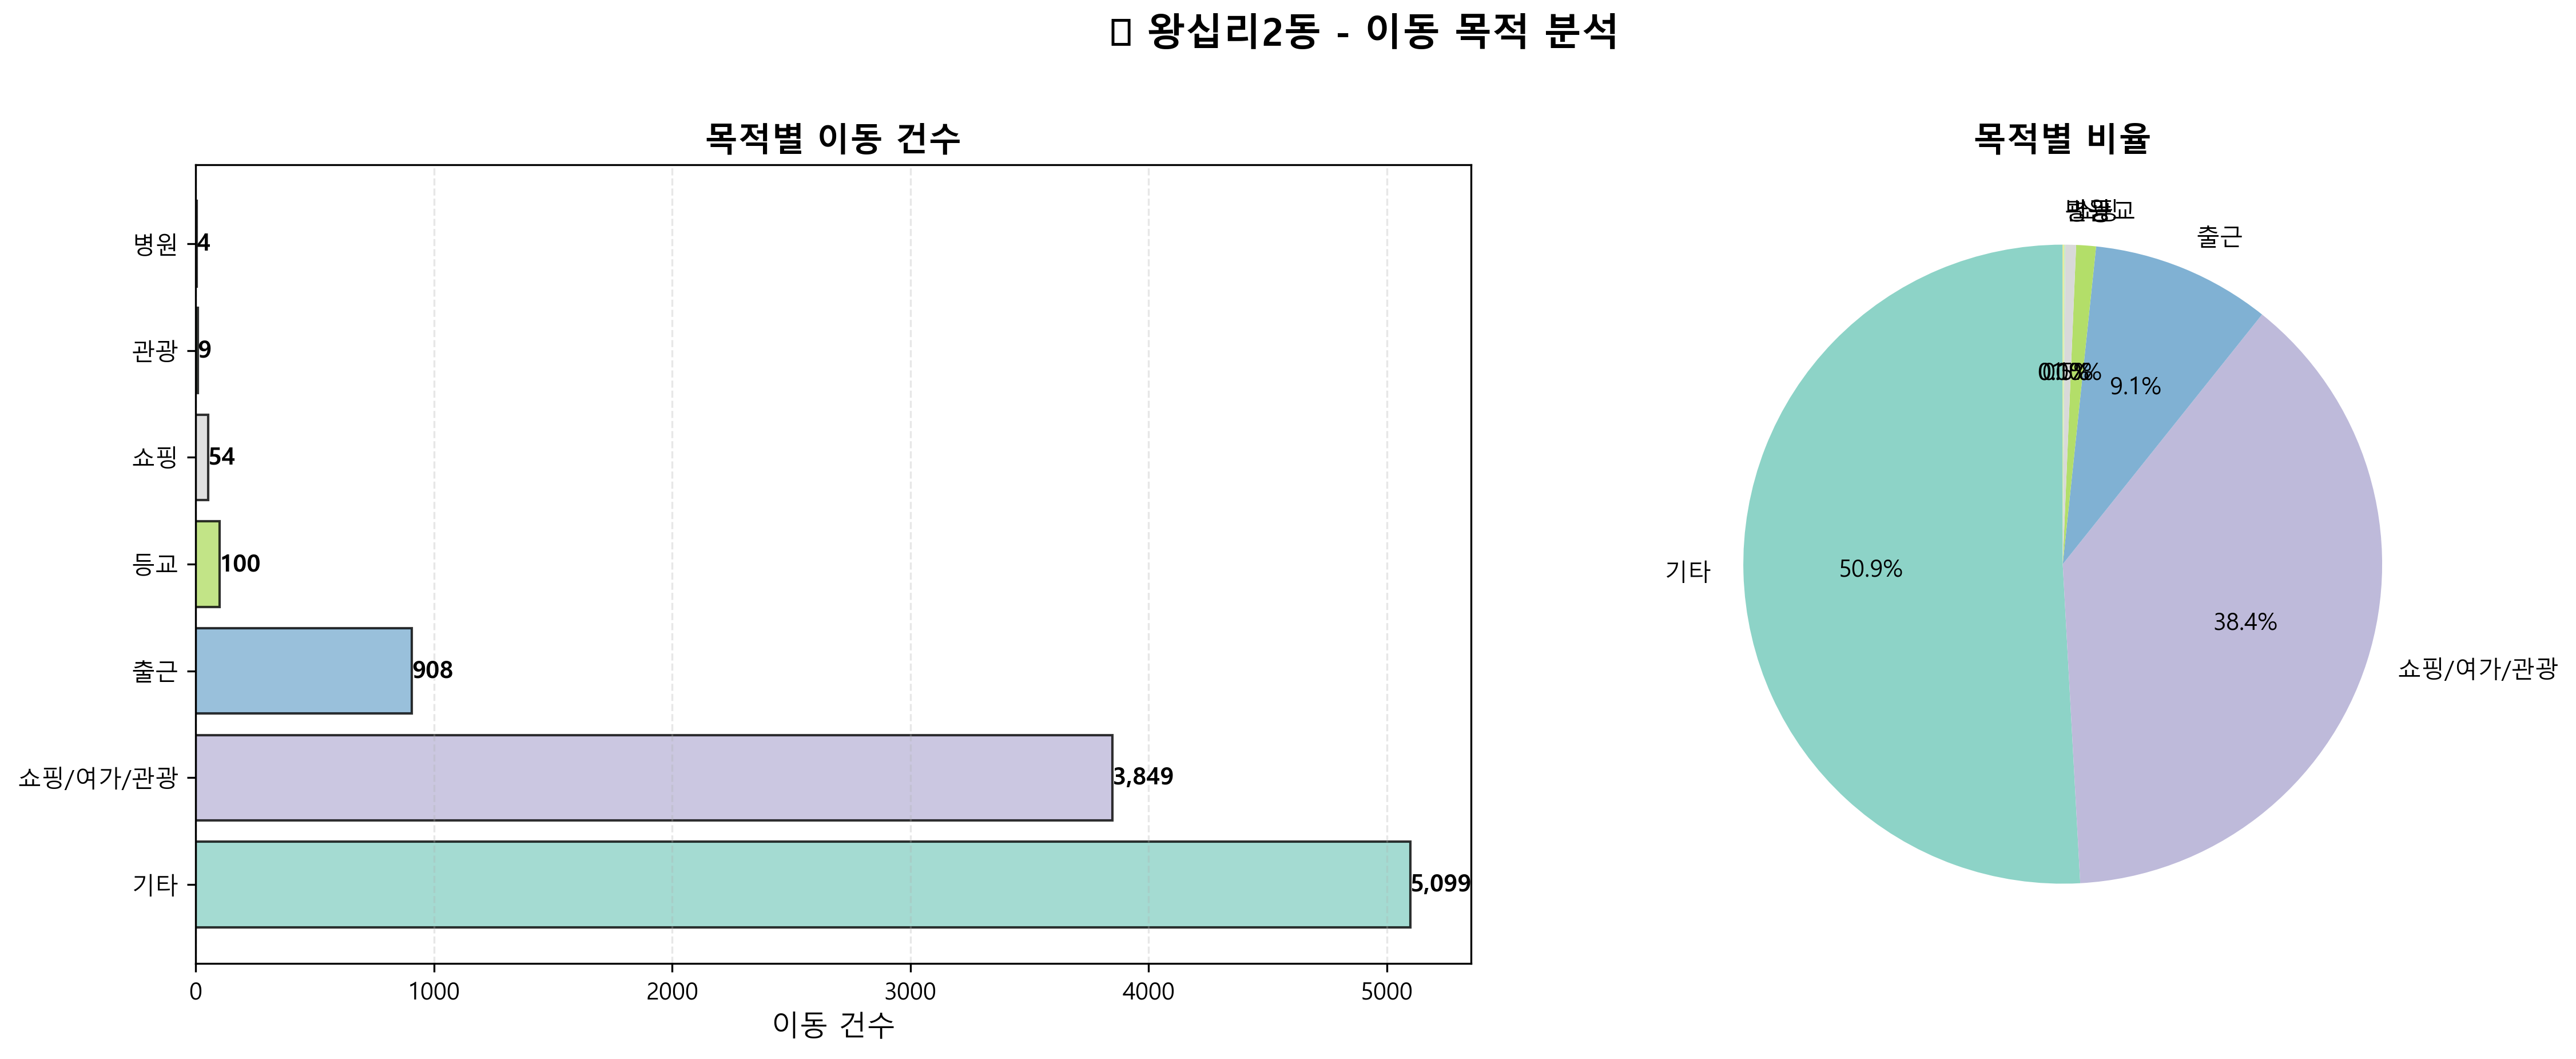 왕십리2동 - 이동 목적 분석
목적별 이동 건수
병원 4
관광 9
쇼핑 54
등교 100
출근 908
쇼핑/여가/관광 3,849
기타 5,099
0 1000 2000 3000 4000 5000
이동 건수
목적별 비율
출근
9.1%
기타
50.9%
38.4%
쇼핑/여가/관광